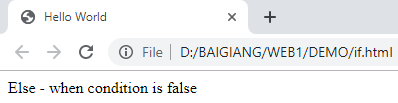 Hello World
File D:/BAIGIANG/WEB1/DEMO/if.html
Else - when condition is false